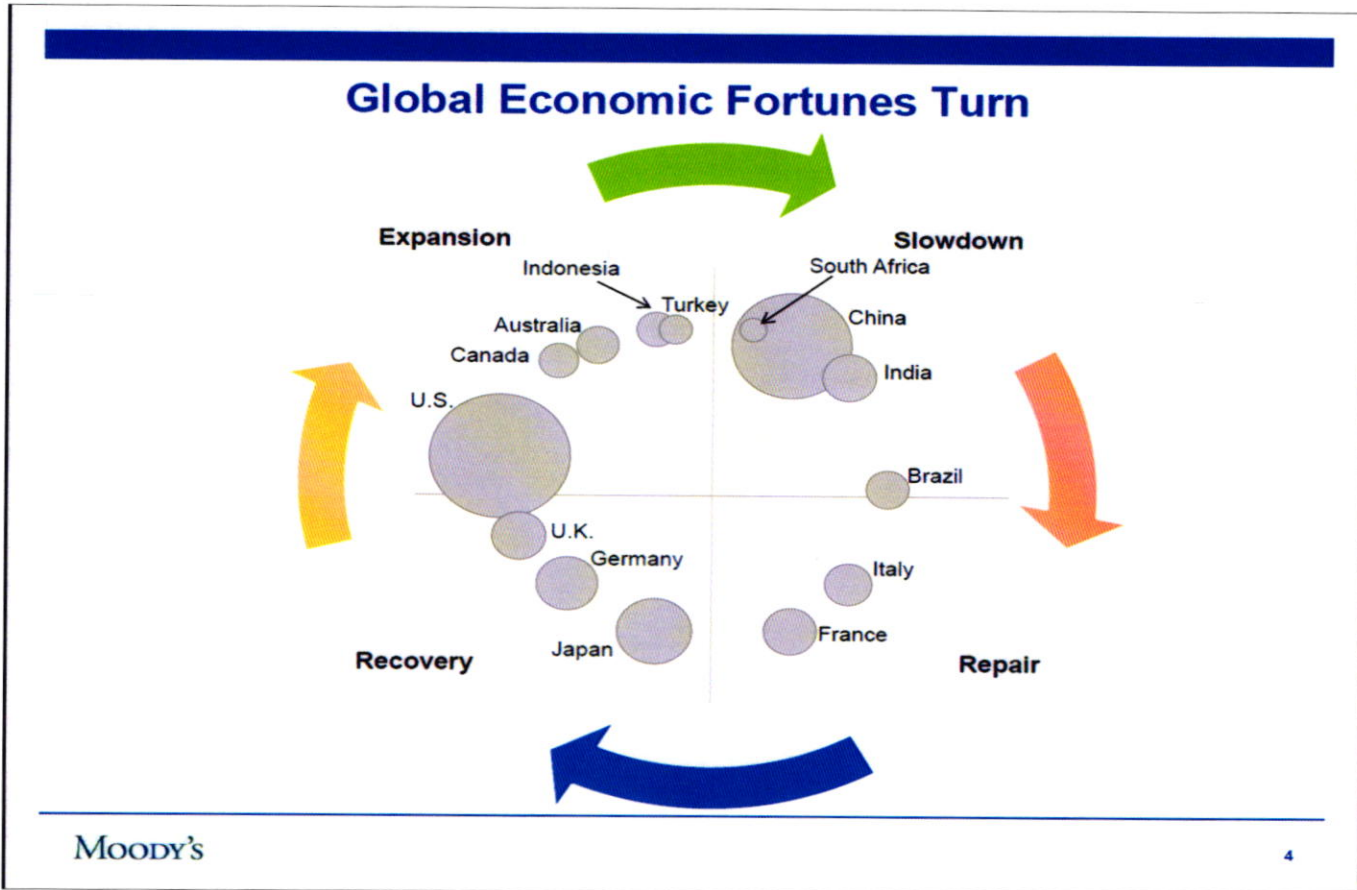 Global Economic Fortunes Turn
Expansion
Slowdown
Indonesia
South Africa
Turkey
China
Australia
Canada
India
U.S.
Brazil
U.K.
Germany
Italy
Japan
France
Recovery
Repair
MOODY'S
4